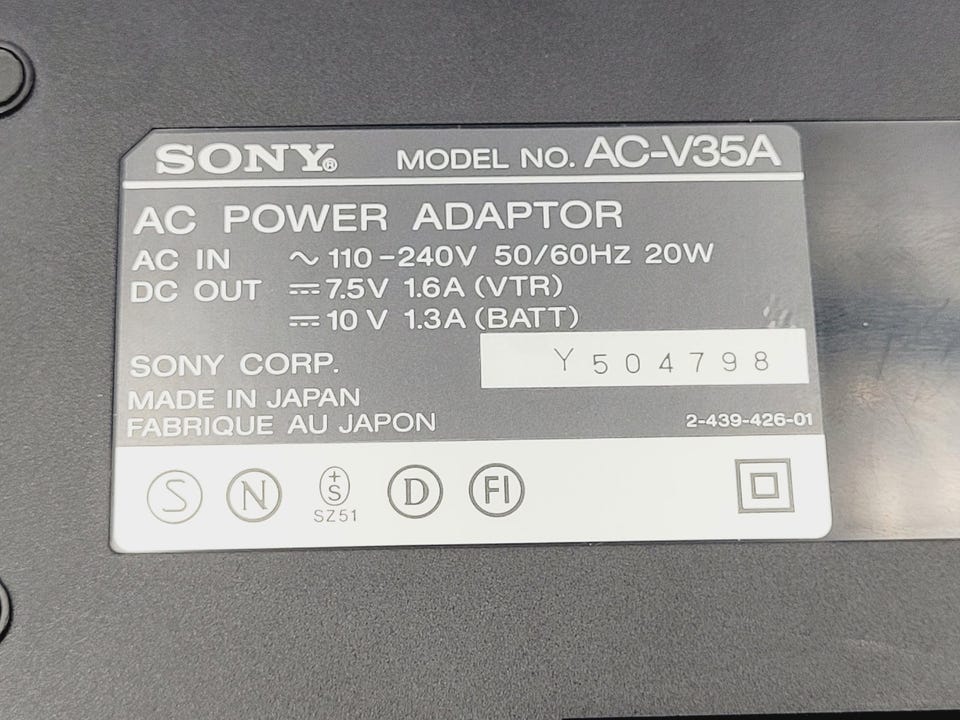 SONY® MODEL NO. AC-V35A
AC POWER ADAPTOR
AC IN ~ 110-240V 50/60HZ 20W
DC OUT ⎓ 7.5V 1.6A (VTR)
⎓ 10 V 1.3A (BATT)
SONY CORP.
Y504798
MADE IN JAPAN
FABRIQUE AU JAPON
2-439-426-01
S N +S D FI
SZ51